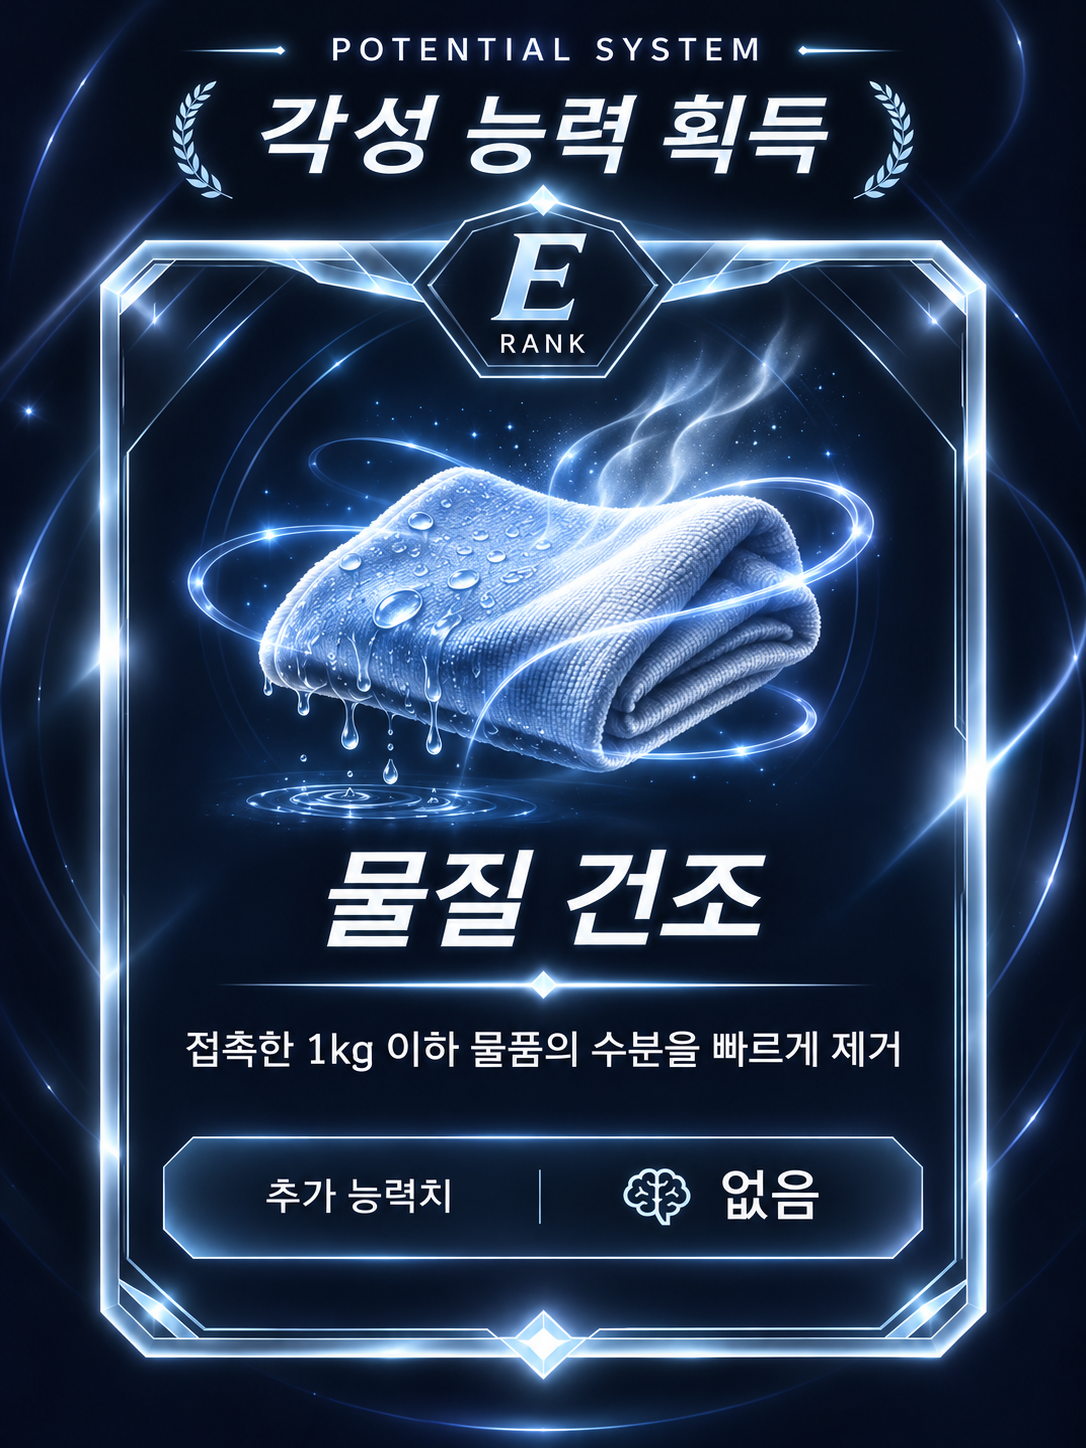 POTENTIAL SYSTEM
각성 능력 획득
E
RANK
물질 건조
접촉한 1kg 이하 물품의 수분을 빠르게 제거
추가 능력치 없음